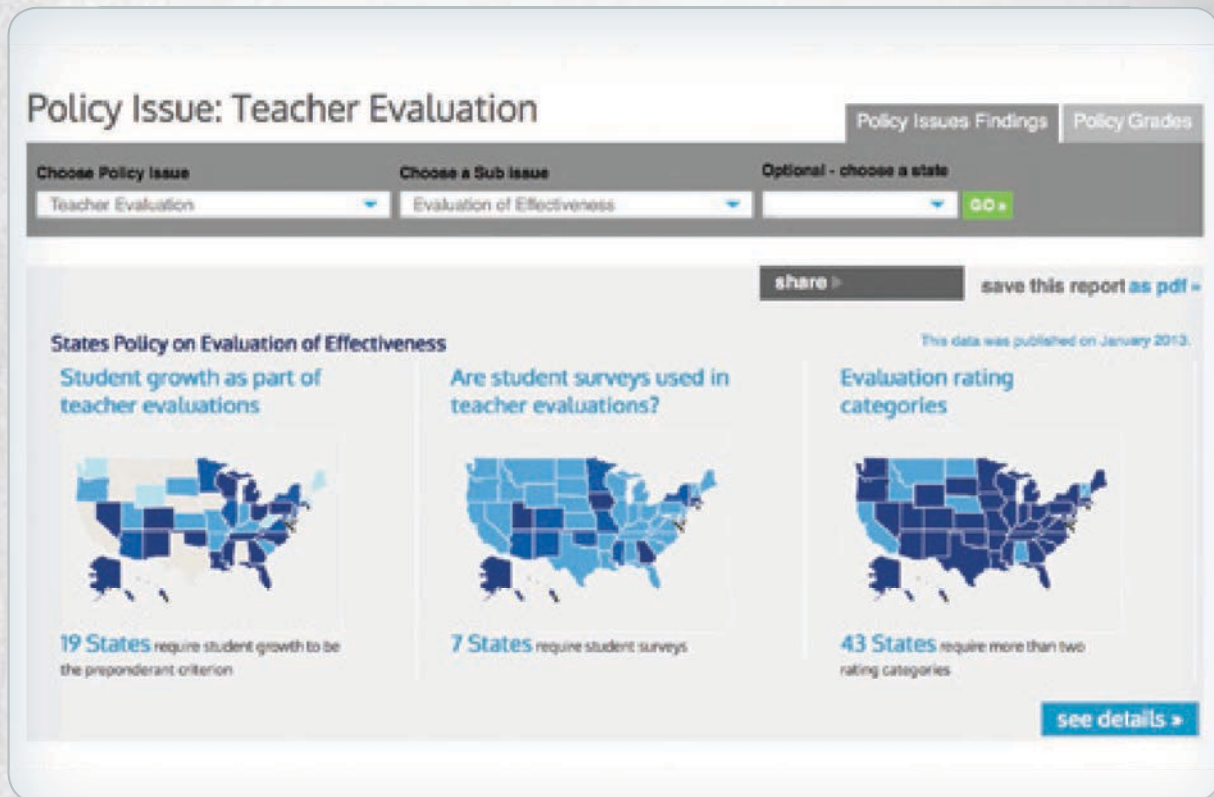 Policy Issue: Teacher Evaluation
Policy Issues Findings
Policy Grades
Choose Policy Issue
Choose a Sub issue
Optional - choose a state
Teacher Evaluation
Evaluation of Effectiveness
GO »
share
save this report as pdf »
States Policy on Evaluation of Effectiveness
This data was published on January 2013.
Student growth as part of
teacher evaluations
19 States require student growth to be
the preponderant criterion
Are student surveys used in
teacher evaluations?
7 States require student surveys
Evaluation rating
categories
43 States require more than two
rating categories
see details »